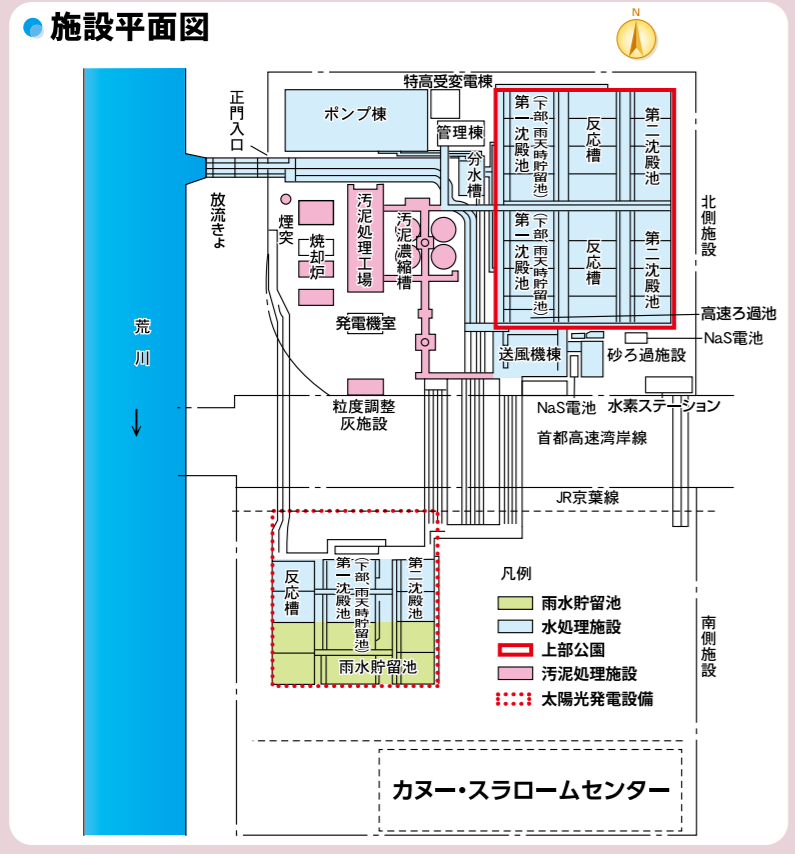 施設平面図
N
特高受変電棟
ポンプ棟
管理棟
正門入口
分水槽
第一沈殿池
(下部、雨天時貯留池)
反応槽
第二沈殿池
放流きょ
煙突
焼却炉
汚泥処理工場
汚泥濃縮槽
第一沈殿池
(下部、雨天時貯留池)
反応槽
第二沈殿池
北側施設
荒川
発電機室
高速ろ過池
送風機棟
砂ろ過施設
NaS電池
粒度調整
灰施設
NaS電池
水素ステーション
首都高速湾岸線
JR京葉線
反応槽
第一沈殿池
(下部、雨天時貯留池)
第二沈殿池
雨水貯留池
凡例
雨水貯留池
水処理施設
上部公園
汚泥処理施設
太陽光発電設備
南側施設
カヌー・スラロームセンター